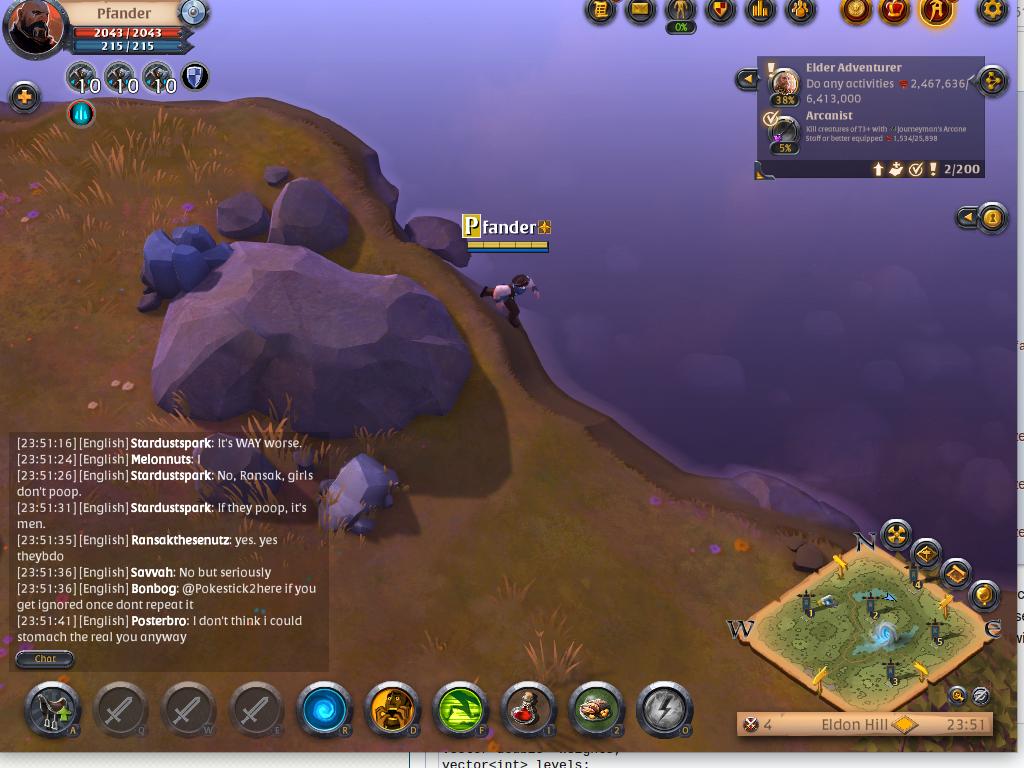 Pfander
2043 / 2043
215 / 215
0%
10 10 10
Elder Adventurer
Do any activities 2,467,636/
6,413,000
38%
Arcanist
Kill creatures of T3+ with Journeyman's Arcane
Staff or better equipped 1,534/25,898
5%
2/200
Pfander
[23:51:16] [English] Stardustspark: It's WAY worse.
[23:51:24] [English] Melonnuts: I
[23:51:26] [English] Stardustspark: No, Ransak, girls
don't poop.
[23:51:31] [English] Stardustspark: If they poop, it's
men.
[23:51:35] [English] Ransakthesenutz: yes. yes
theybdo
[23:51:36] [English] Savvah: No but seriously
[23:51:36] [English] Bonbog: @Pokestick2here if you
get ignored once dont repeat it
[23:51:41] [English] Posterbro: I don't think i could
stomach the real you anyway
Chat
N
W
E
4
1
2
5
3
A Q W E R D F 1 2 O
4 Eldon Hill 23:51
vector<int> levels;